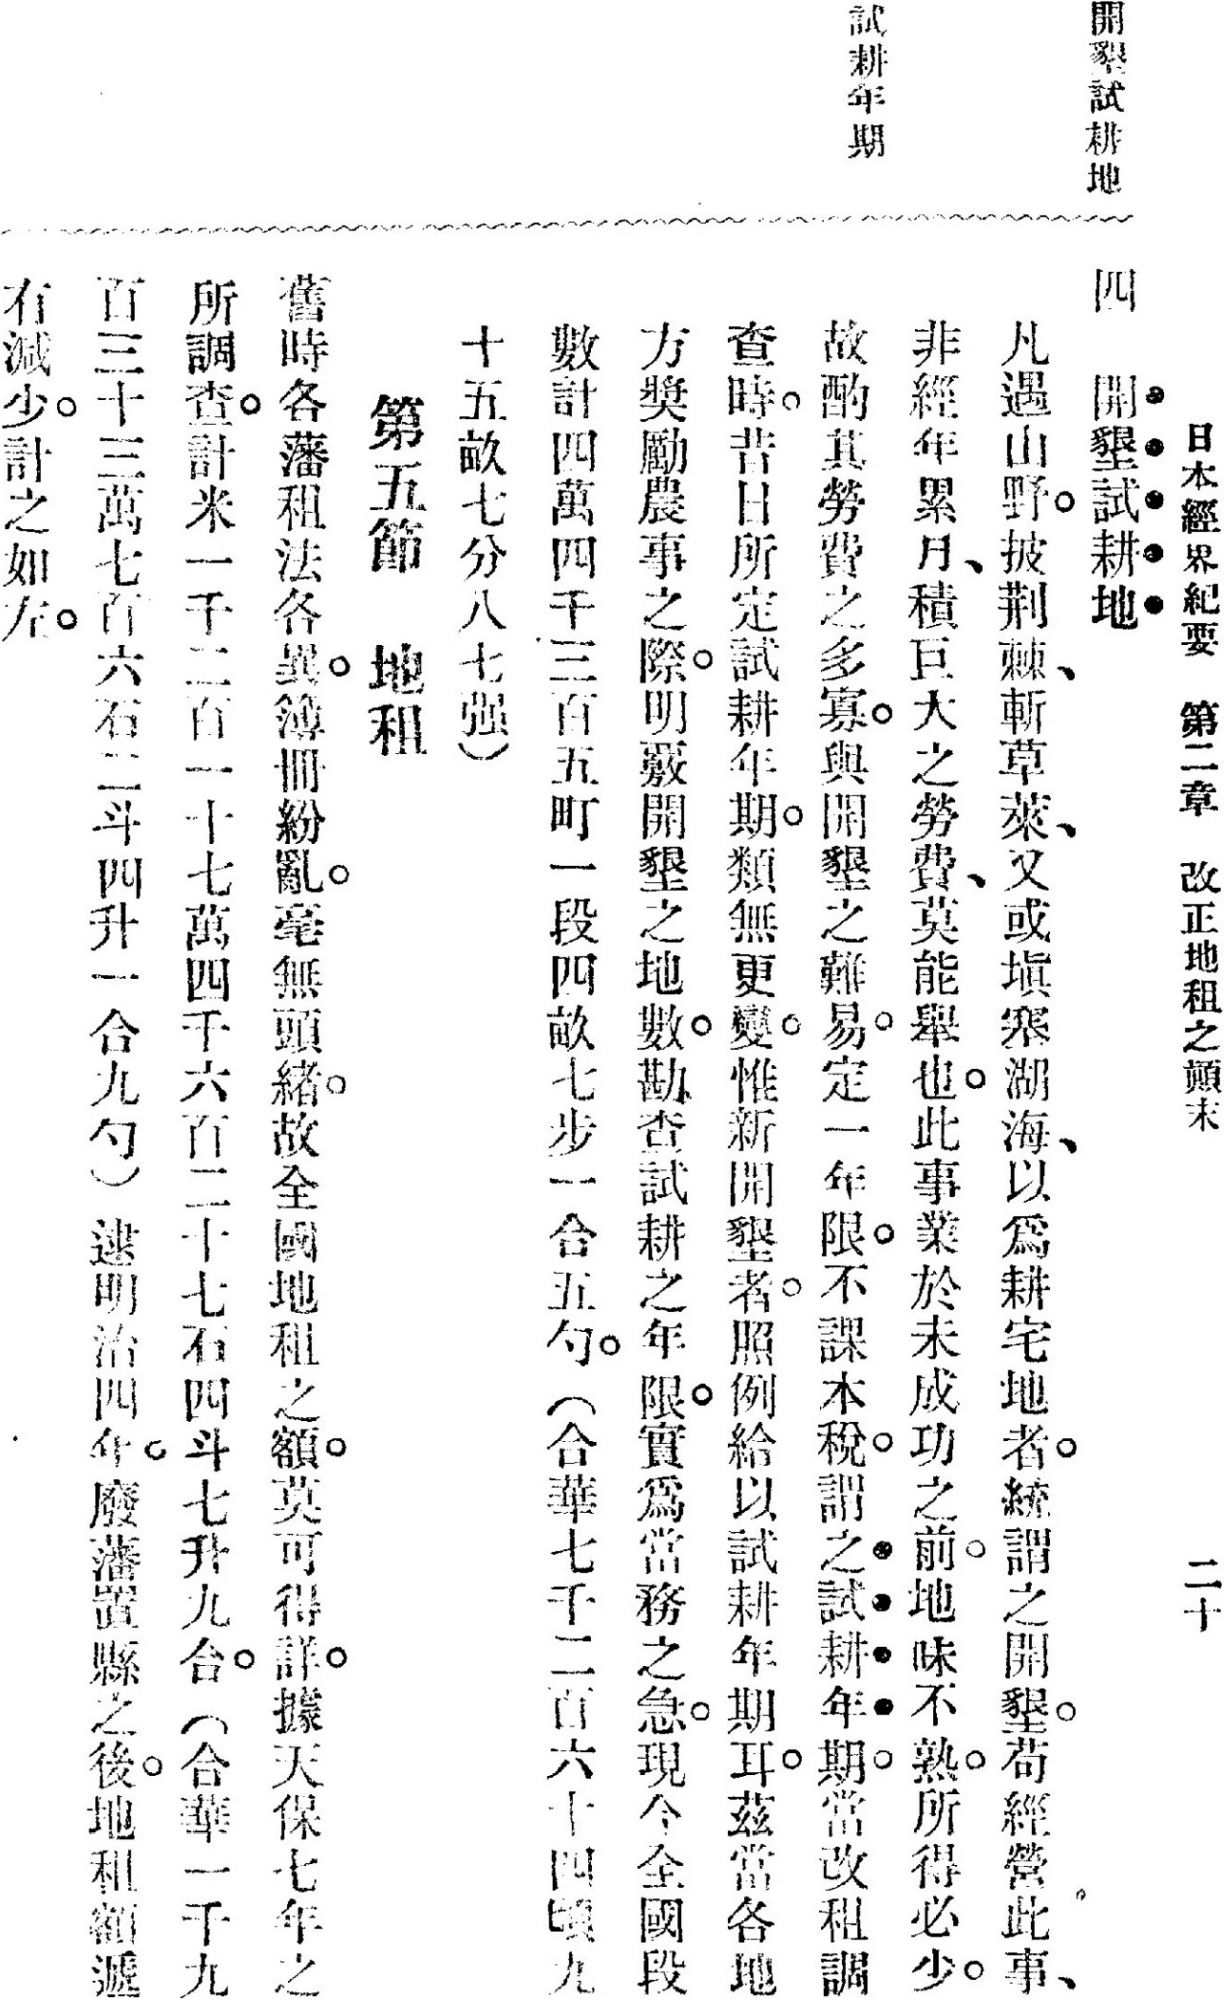 日本經界紀要　第二章　改正地租之顚末　二十
開墾試耕地
四　開墾試耕地
凡遇山野。披荆棘、斬草萊、又或塡塞湖海、以爲耕宅地者。統謂之開墾。苟經營此事、
非經年累月、積巨大之勞費、莫能舉也。此事業於未成功之前。地味不熟。所得必少。
故酌其勞費之多寡。與開墾之難易。定一年限。不課本稅。謂之試耕年期。當改租調
試耕年期
查時。昔日所定試耕年期。類無更變。惟新開墾者。照例給以試耕年期耳。茲當各地
方奬勵農事之際。明覈開墾之地數。勘查試耕之年限。實爲當務之急。現今全國段
數計四萬四千三百五町一段四畝七步一合五勺。（合華七千二百六十四頃九
十五畝七分八七强）
第五節　地租
舊時各藩租法各異。簿冊紛亂。毫無頭緒。故全國地租之額。莫可得詳。據天保七年之
所調查。計米一千二百一十七萬四千六百二十七石四斗七升九合。（合華一千九
百三十三萬七百六石二斗四升一合九勺）逮明治四年。廢藩置縣之後。地租額遞
有減少。計之如左。